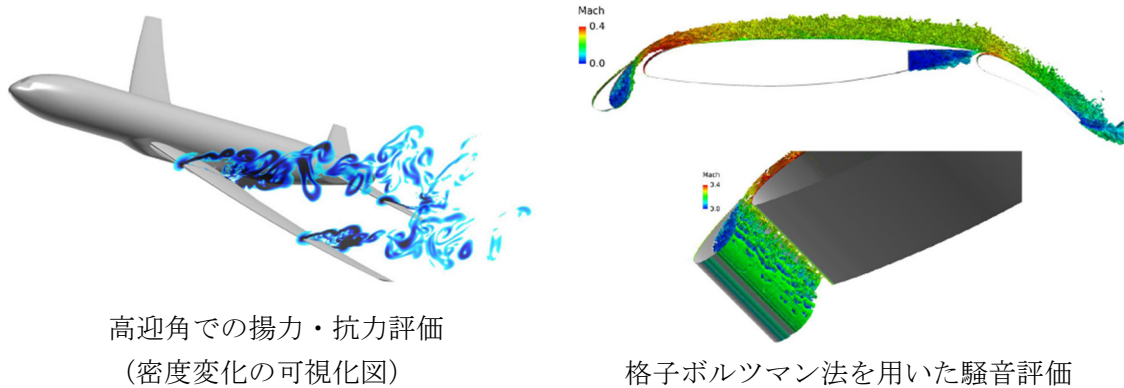 Mach
0.4
0.0
Mach
3.4
3.0
高迎角での揚力・抗力評価
（密度変化の可視化図）
格子ボルツマン法を用いた騒音評価